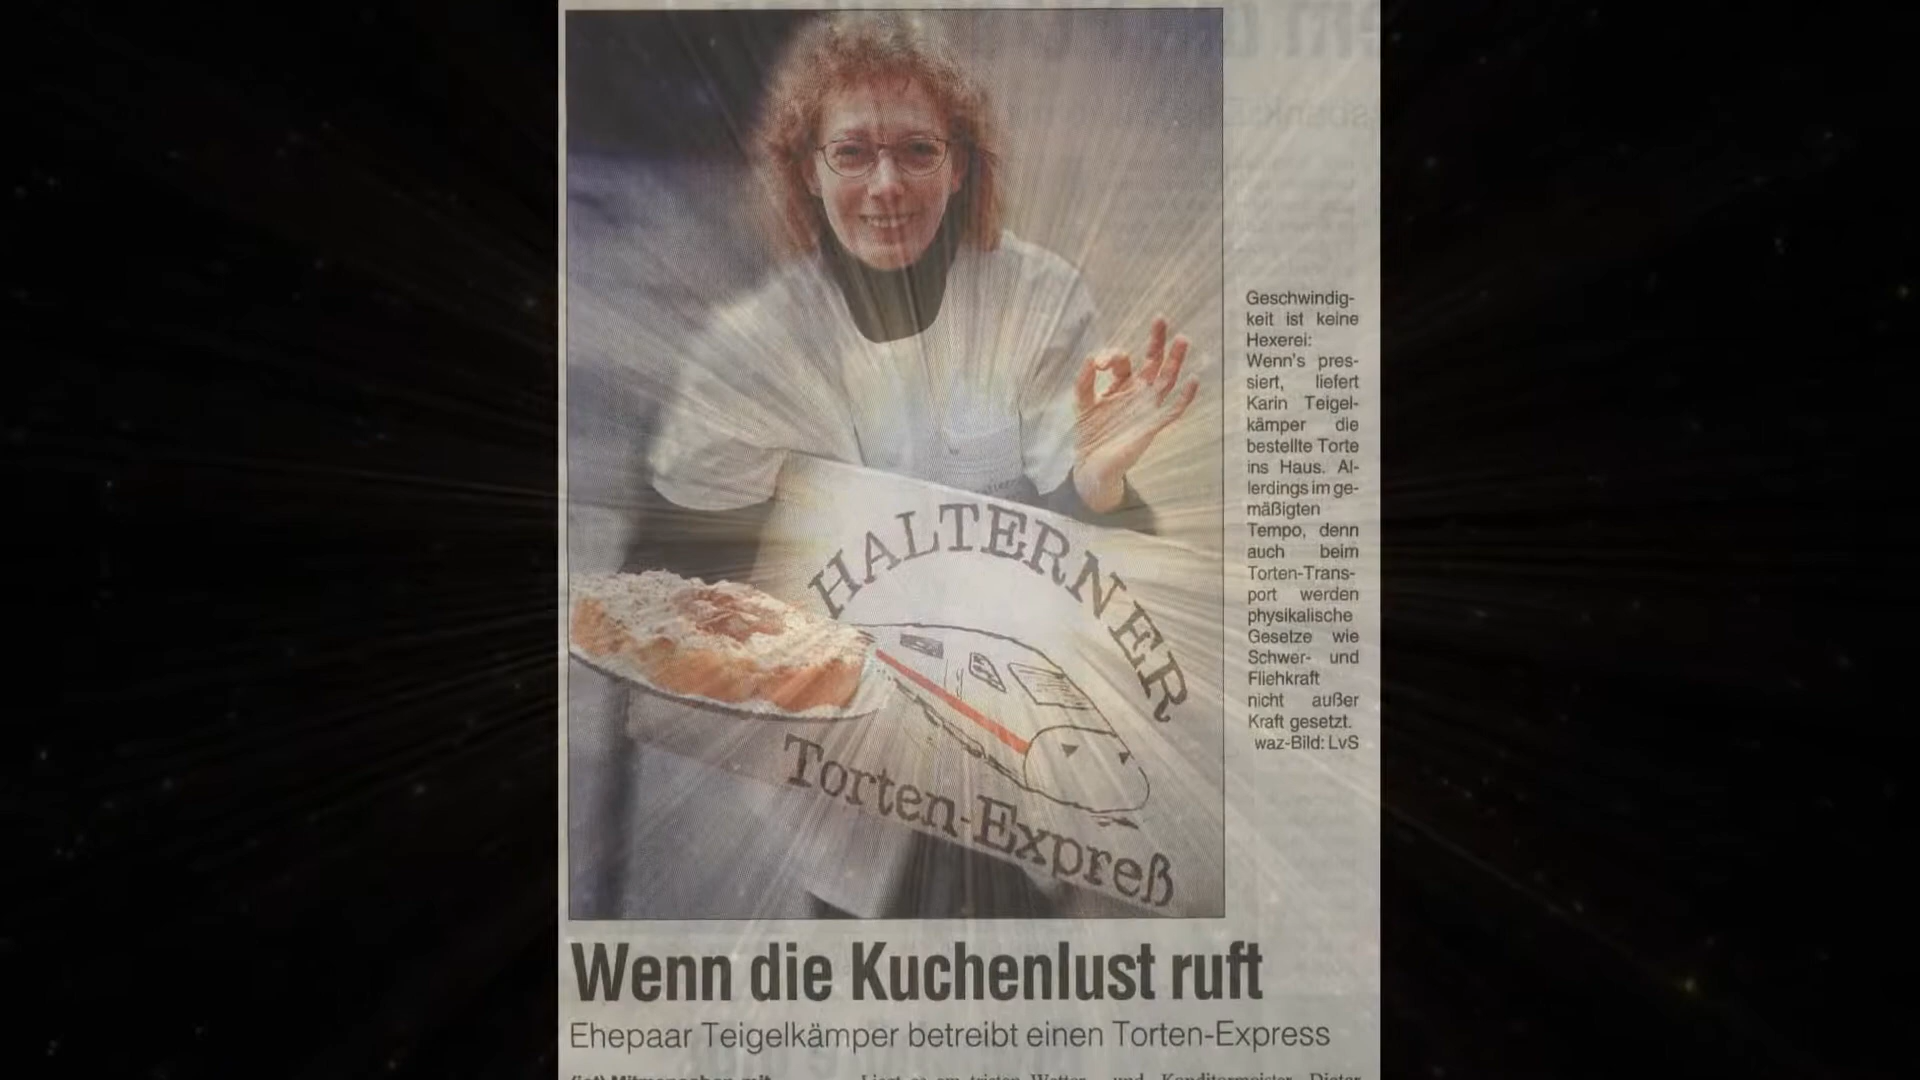 HALTERNER
Torten-Expreß
Geschwindig-
keit ist keine
Hexerei:
Wenn's pres-
siert, liefert
Karin Teigel-
kämper die
bestellte Torte
ins Haus. Al-
lerdings im ge-
mäßigten
Tempo, denn
auch beim
Torten-Trans-
port werden
physikalische
Gesetze wie
Schwer- und
Fliehkraft
nicht außer
Kraft gesetzt.
waz-Bild: LvS
Wenn die Kuchenlust ruft
Ehepaar Teigelkämper betreibt einen Torten-Express